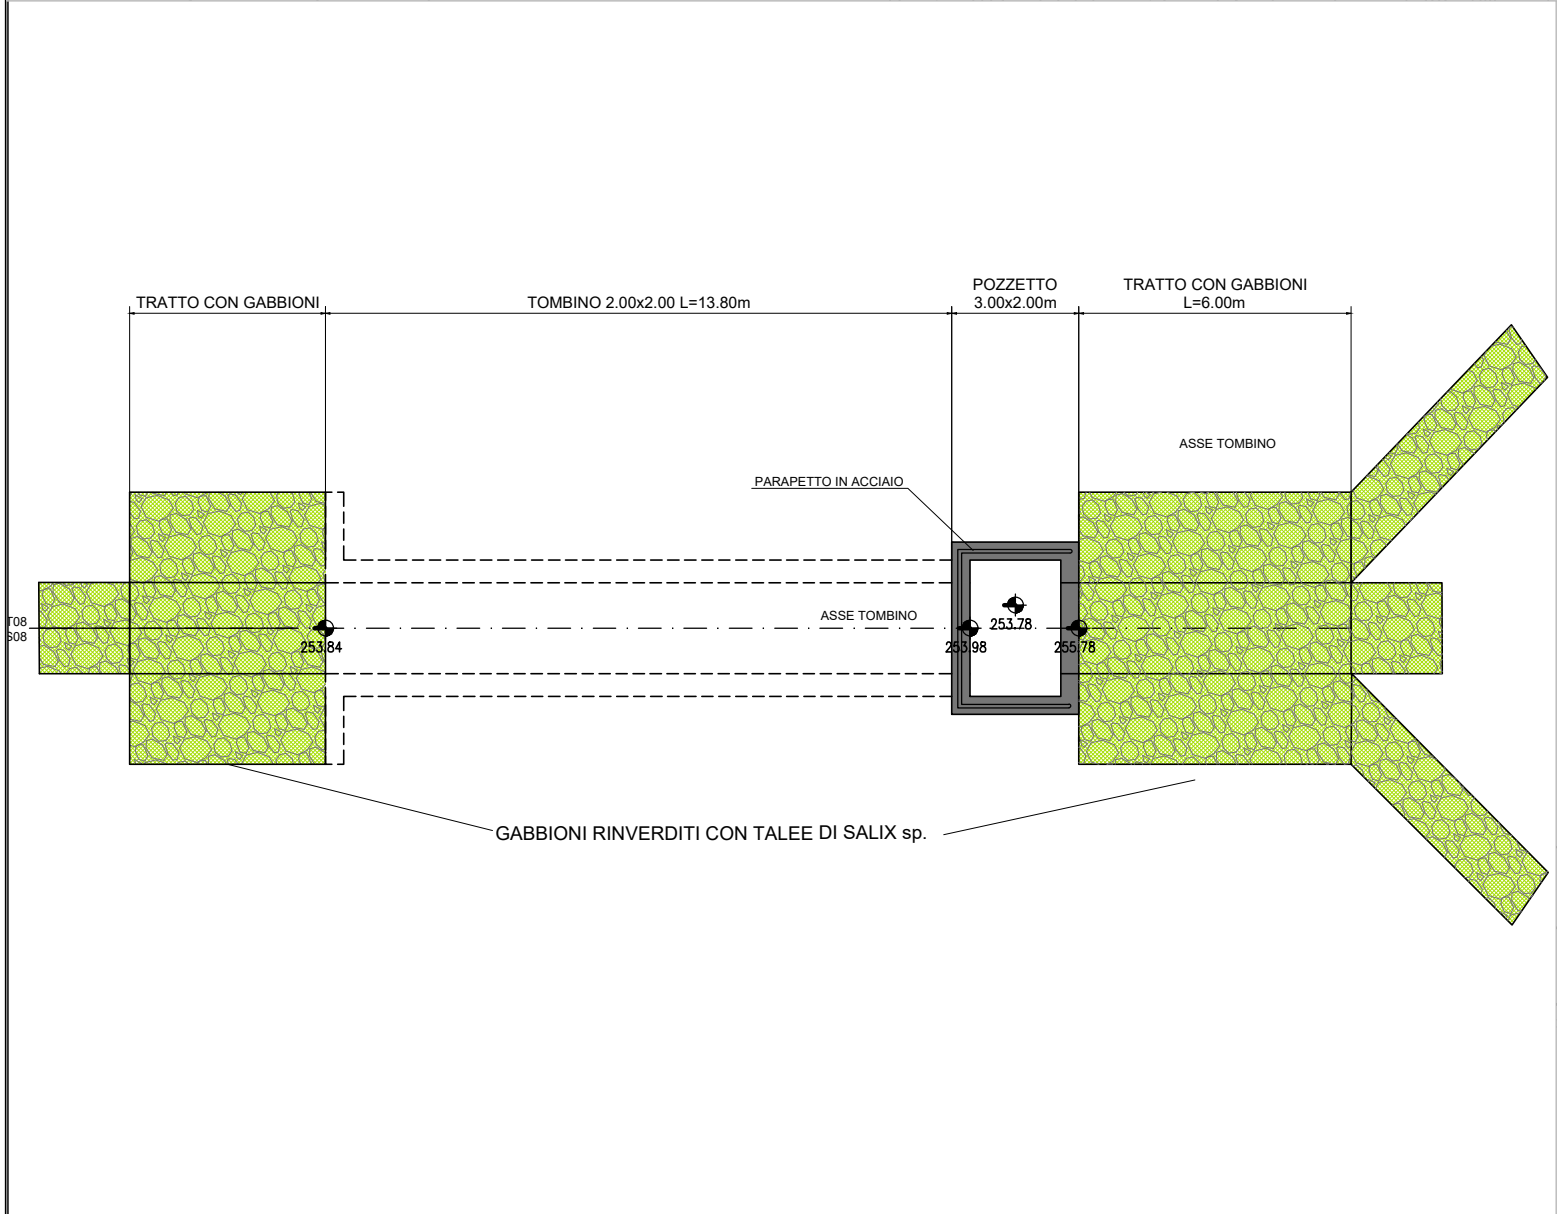 POZZETTO
3.00x2.00m
TRATTO CON GABBIONI
L=6.00m
TRATTO CON GABBIONI
TOMBINO 2.00x2.00 L=13.80m
ASSE TOMBINO
PARAPETTO IN ACCIAIO
ASSE TOMBINO
253.78
253.84
253.98
255.78
GABBIONI RINVERDITI CON TALEE DI SALIX sp.